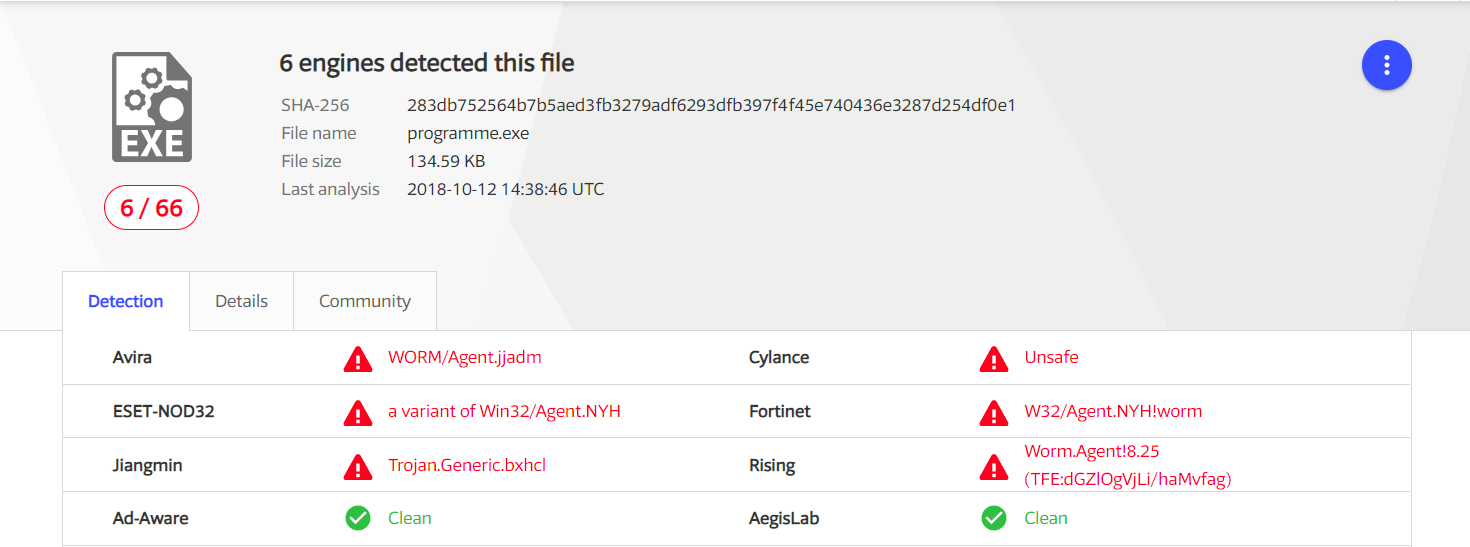 6 engines detected this file
SHA-256 283db752564b7b5aed3fb3279adf6293dfb397f4f45e740436e3287d254df0e1
File name programme.exe
File size 134.59 KB
Last analysis 2018-10-12 14:38:46 UTC
EXE
6 / 66
Detection Details Community
Avira WORM/Agent.jjadm Cylance Unsafe
ESET-NOD32 a variant of Win32/Agent.NYH Fortinet W32/Agent.NYH!worm
Jiangmin Trojan.Generic.bxhcl Rising Worm.Agent!8.25
(TFE:dGZlOgVjLi/haMvfag)
Ad-Aware Clean AegisLab Clean